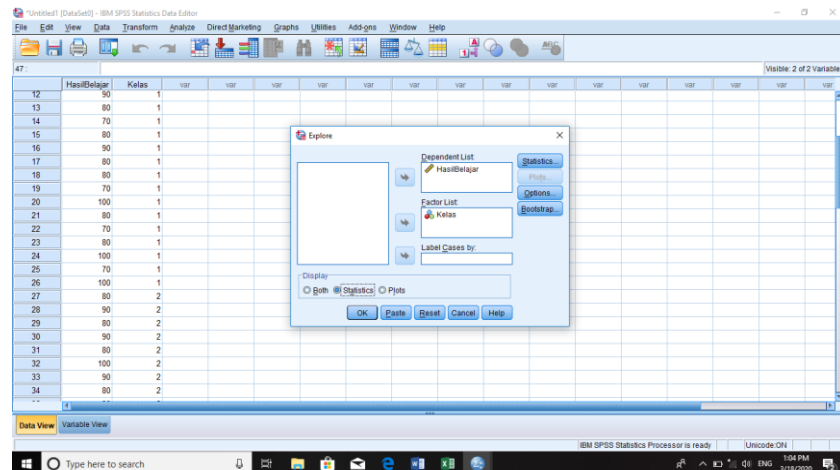 *Untitled1 [DataSet0] - IBM SPSS Statistics Data Editor
File Edit View Data Transform Analyze Direct Marketing Graphs Utilities Add-ons Window Help
47 :
Visible: 2 of 2 Variable
HasilBelajar Kelas var var var var var var var var var var var var var var
12 90 1
13 80 1
14 70 1
15 80 1
16 90 1
17 80 1
18 80 1
19 70 1
20 100 1
21 80 1
22 70 1
23 80 1
24 100 1
25 70 1
26 100 1
27 80 2
28 90 2
29 80 2
30 90 2
31 80 2
32 100 2
33 90 2
34 80 2
Explore
Dependent List:
HasilBelajar
Factor List:
Kelas
Label Cases by:
Statistics...
Plots...
Options...
Bootstrap...
Display
Both Statistics Plots
OK Paste Reset Cancel Help
Data View Variable View
IBM SPSS Statistics Processor is ready Unicode:ON
Type here to search
ENG
1:04 PM
3/18/2020